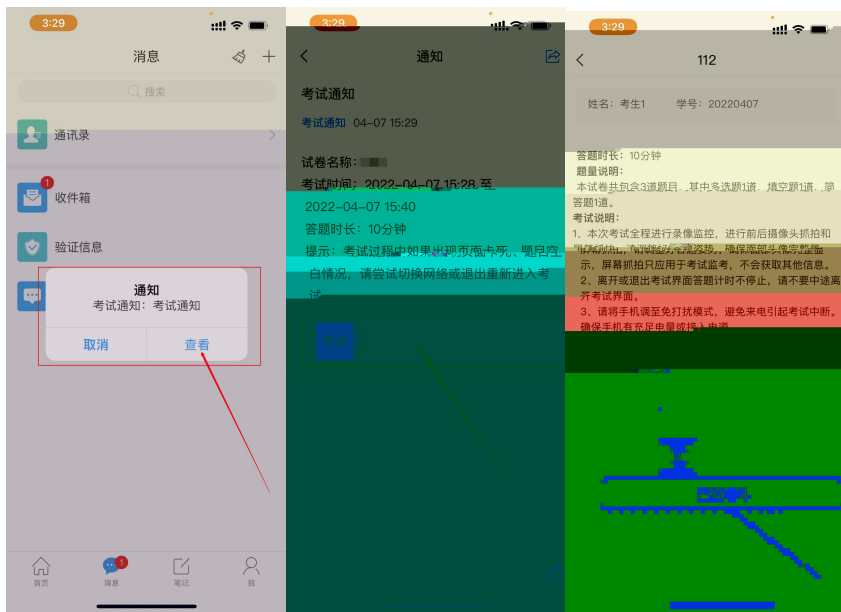 3:29
消息
搜索
通讯录
1
收件箱
验证信息
通知
考试通知：考试通知
取消
查看
首页
1
消息
笔记
我
3:29
通知
考试通知
考试通知 04-07 15:29
试卷名称：
考试时间：2022-04-07 15:28 至
2022-04-07 15:40
答题时长：10分钟
提示：考试过程中如果出现页面卡死、题目空
白情况，请尝试切换网络或退出重新进入考
试
3:29
112
姓名：考生1
学号：20220407
答题时长：10分钟
题量说明：
本试卷共包含3道题目，其中多选题1道，填空题1道，简
答题1道。
考试说明：
1、本次考试全程进行录像监控，进行前后摄像头抓拍和
确保面部头像完整显
示，屏幕抓拍只应用于考试监考，不会获取其他信息。
2、离开或退出考试界面答题计时不停止，请不要中途离
开考试界面。
3、请将手机调至免打扰模式，避免来电引起考试中断。
确保手机有充足电量或接入电源